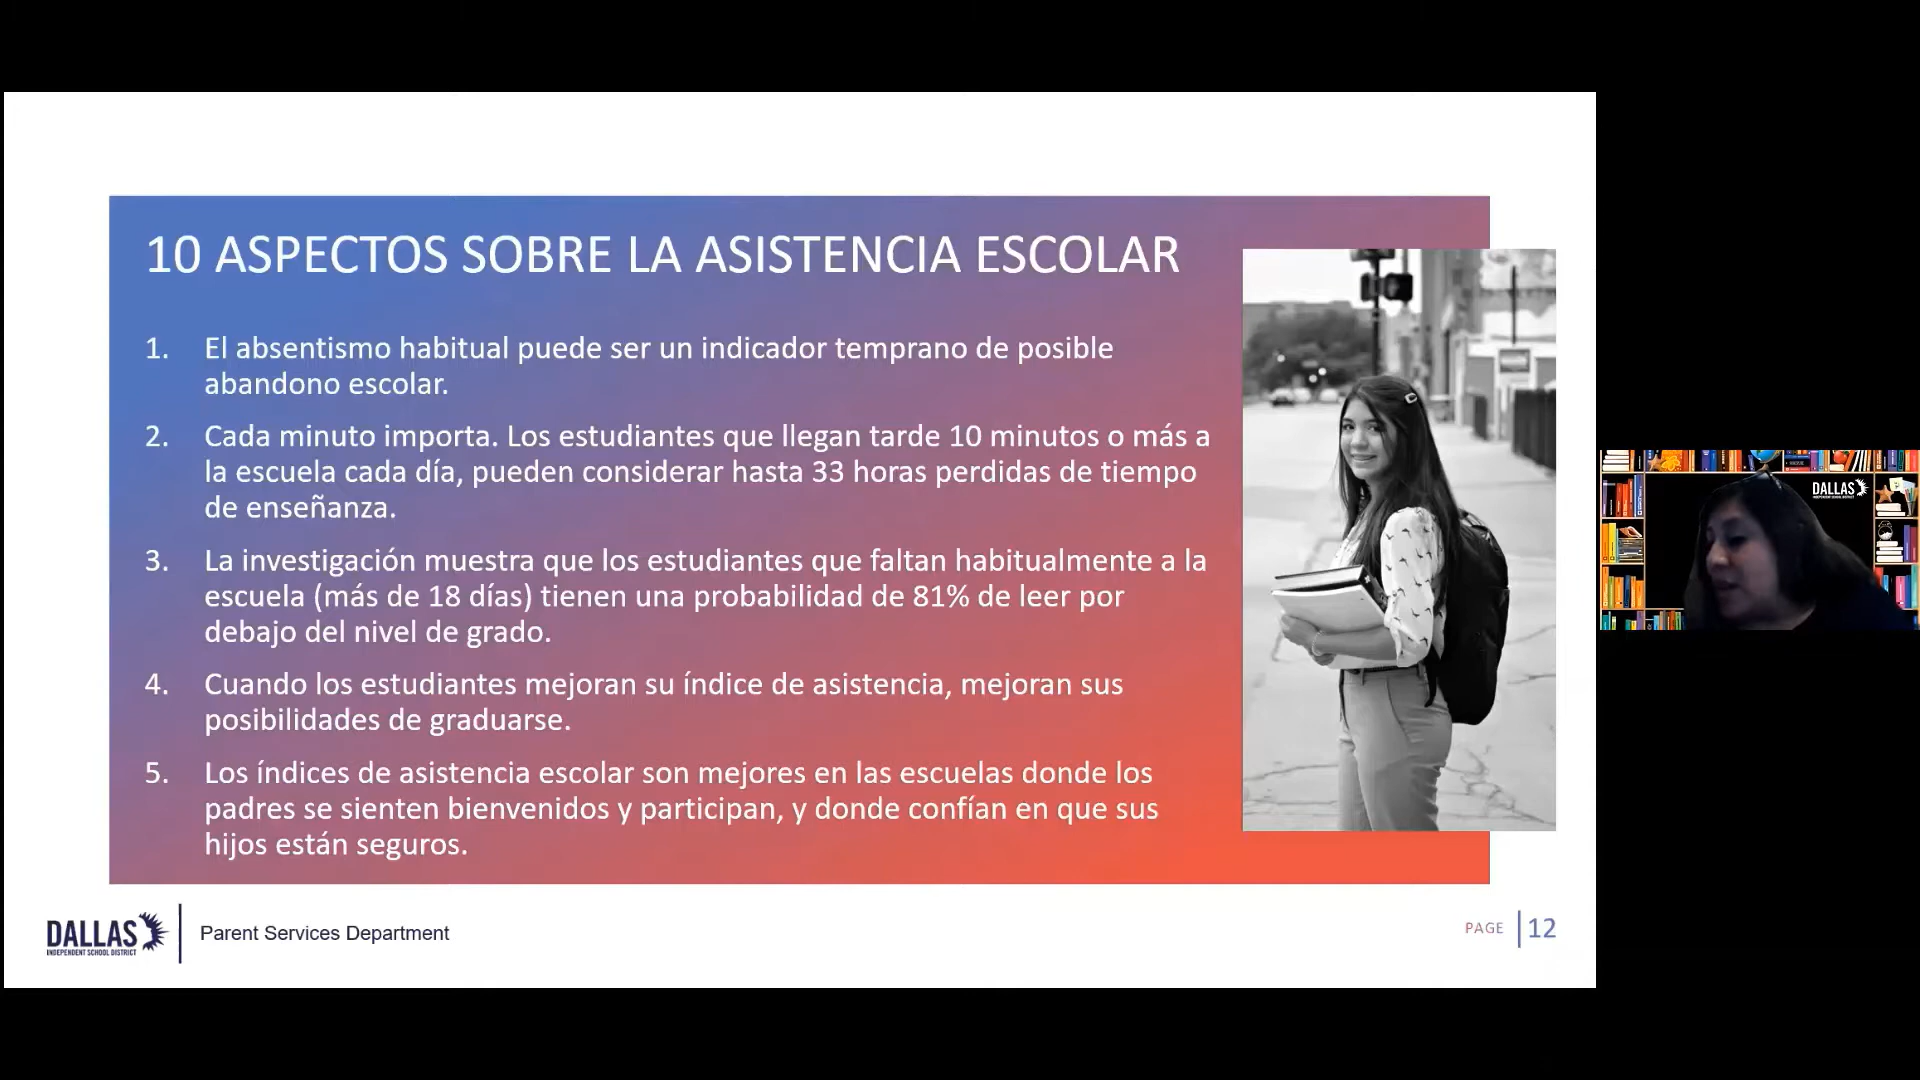 10 ASPECTOS SOBRE LA ASISTENCIA ESCOLAR
1. El absentismo habitual puede ser un indicador temprano de posible
abandono escolar.
2. Cada minuto importa. Los estudiantes que llegan tarde 10 minutos o más a
la escuela cada día, pueden considerar hasta 33 horas perdidas de tiempo
de enseñanza.
3. La investigación muestra que los estudiantes que faltan habitualmente a la
escuela (más de 18 días) tienen una probabilidad de 81% de leer por
debajo del nivel de grado.
4. Cuando los estudiantes mejoran su índice de asistencia, mejoran sus
posibilidades de graduarse.
5. Los índices de asistencia escolar son mejores en las escuelas donde los
padres se sienten bienvenidos y participan, y donde confían en que sus
hijos están seguros.
DALLAS
INDEPENDENT SCHOOL DISTRICT
Parent Services Department
PAGE 12
DALLAS
INDEPENDENT SCHOOL DISTRICT